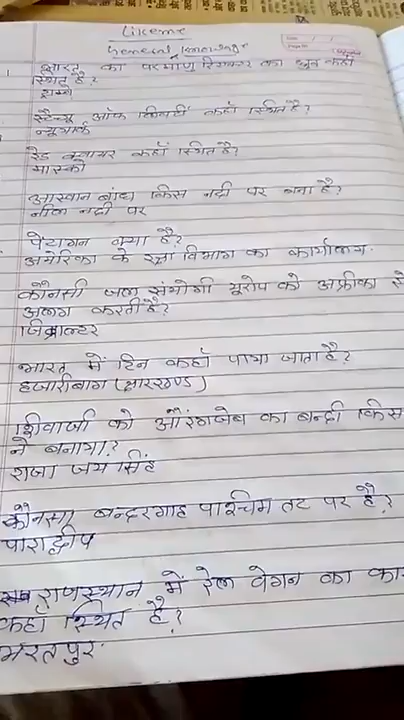 General Knowledge
भारत का परमाणु रियक्टर का ध्रुव कहाँ
स्थित है?
ट्राम्बे
स्टैच्यू ऑफ लिबर्टी कहाँ स्थित है?
न्यूयार्क
रेड स्क्वायर कहाँ स्थित है?
मास्को
आस्वान बांध किस नदी पर बना है?
नील नदी पर
पेंटागन क्या है?
अमेरिका के रक्षा विभाग का कार्यालय.
कौनसी जल संभोगी यूरोप को अफ्रीका से
अलग करती है?
जिब्राल्टर
भारत में टिन कहाँ पाया जाता है?
हजारीबाग (झारखण्ड)
शिवाजी को औरंगजेब का बन्दी किस
ने बनाया?
राजा जय सिंह
कौनसा बन्दरगाह पश्चिम तट पर है?
पाराद्वीप
राजस्थान में रेल वेगन का का
कहाँ स्थित है?
भरतपुर.